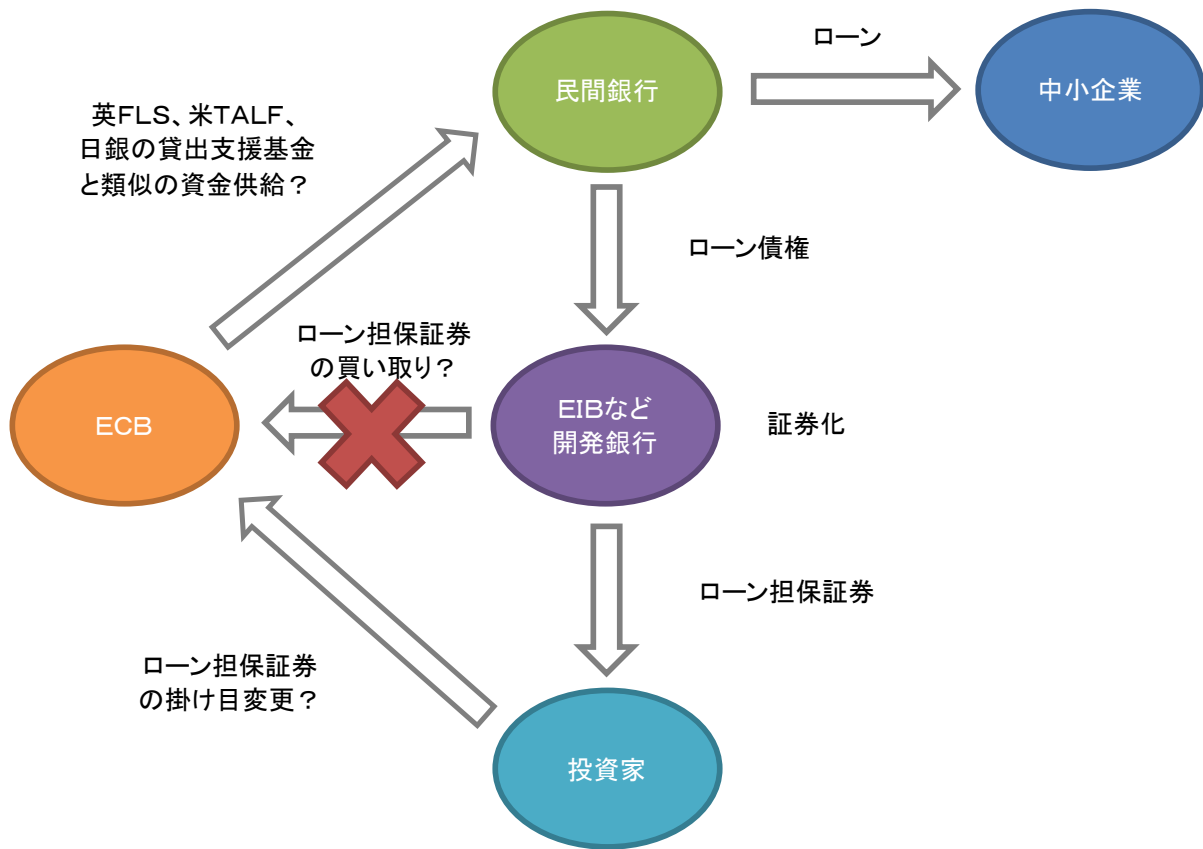 ローン
民間銀行
中小企業
英FLS、米TALF、
日銀の貸出支援基金
と類似の資金供給？
ローン債権
ローン担保証券
の買い取り？
ECB
EIBなど
開発銀行
証券化
ローン担保証券
ローン担保証券
の掛け目変更？
投資家